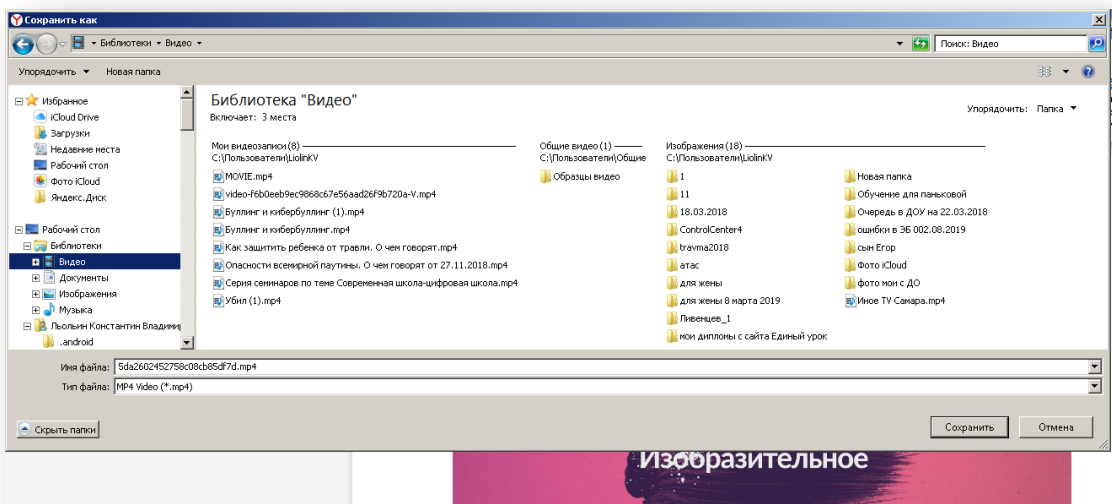 Сохранить как
Библиотеки
Видео
Поиск: Видео
Упорядочить
Новая папка
Избранное
iCloud Drive
Загрузки
Недавние места
Рабочий стол
Фото iCloud
Яндекс.Диск
Рабочий стол
Библиотеки
Видео
Документы
Изображения
Музыка
Льольин Константин Владимир
.android
Библиотека "Видео"
Включает: 3 места
Упорядочить: Папка
Мои видеозаписи (8)
C:\Пользователи\LiolinKV
MOVIE.mp4
video-f6b0eeb9ec9868c67e56aad26f9b720a-V.mp4
Буллинг и кибербуллинг (1).mp4
Буллинг и кибербуллинг.mp4
Как защитить ребенка от травли. О чем говорят.mp4
Опасности всемирной паутины. О чем говорят от 27.11.2018.mp4
Серия семинаров по теме Современная школа-цифровая школа.mp4
Убил (1).mp4
Общие видео (1)
C:\Пользователи\Общие
Образцы видео
Изображения (18)
C:\Пользователи\LiolinKV
1
11
18.03.2018
ControlCenter4
travma2018
атас
для жены
для жены 8 марта 2019
Ливенцев_1
мои дипломы с сайта Единый урок
Новая папка
Обучение для паньковой
Очередь в ДОУ на 22.03.2018
ошибки в ЭБ 002.08.2019
сын Егор
Фото iCloud
фото мои с ДО
Иное TV Самара.mp4
Имя файла: 5da2602452758c08cb85df7d.mp4
Тип файла: MP4 Video (*.mp4)
Скрыть папки
Сохранить
Отмена
Изобразительное